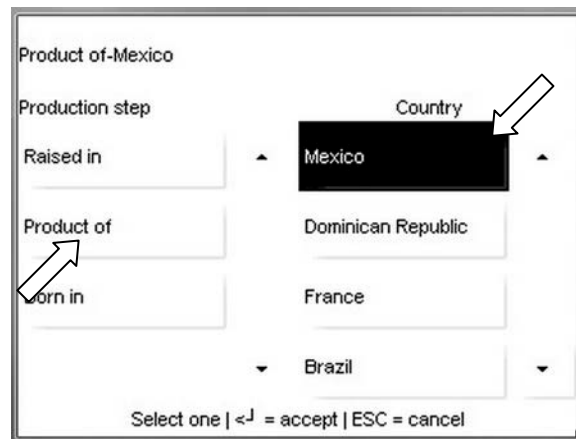 Product of-Mexico
Production step Country
Raised in Mexico
Product of Dominican Republic
Born in France
Brazil
Select one | <┘ = accept | ESC = cancel